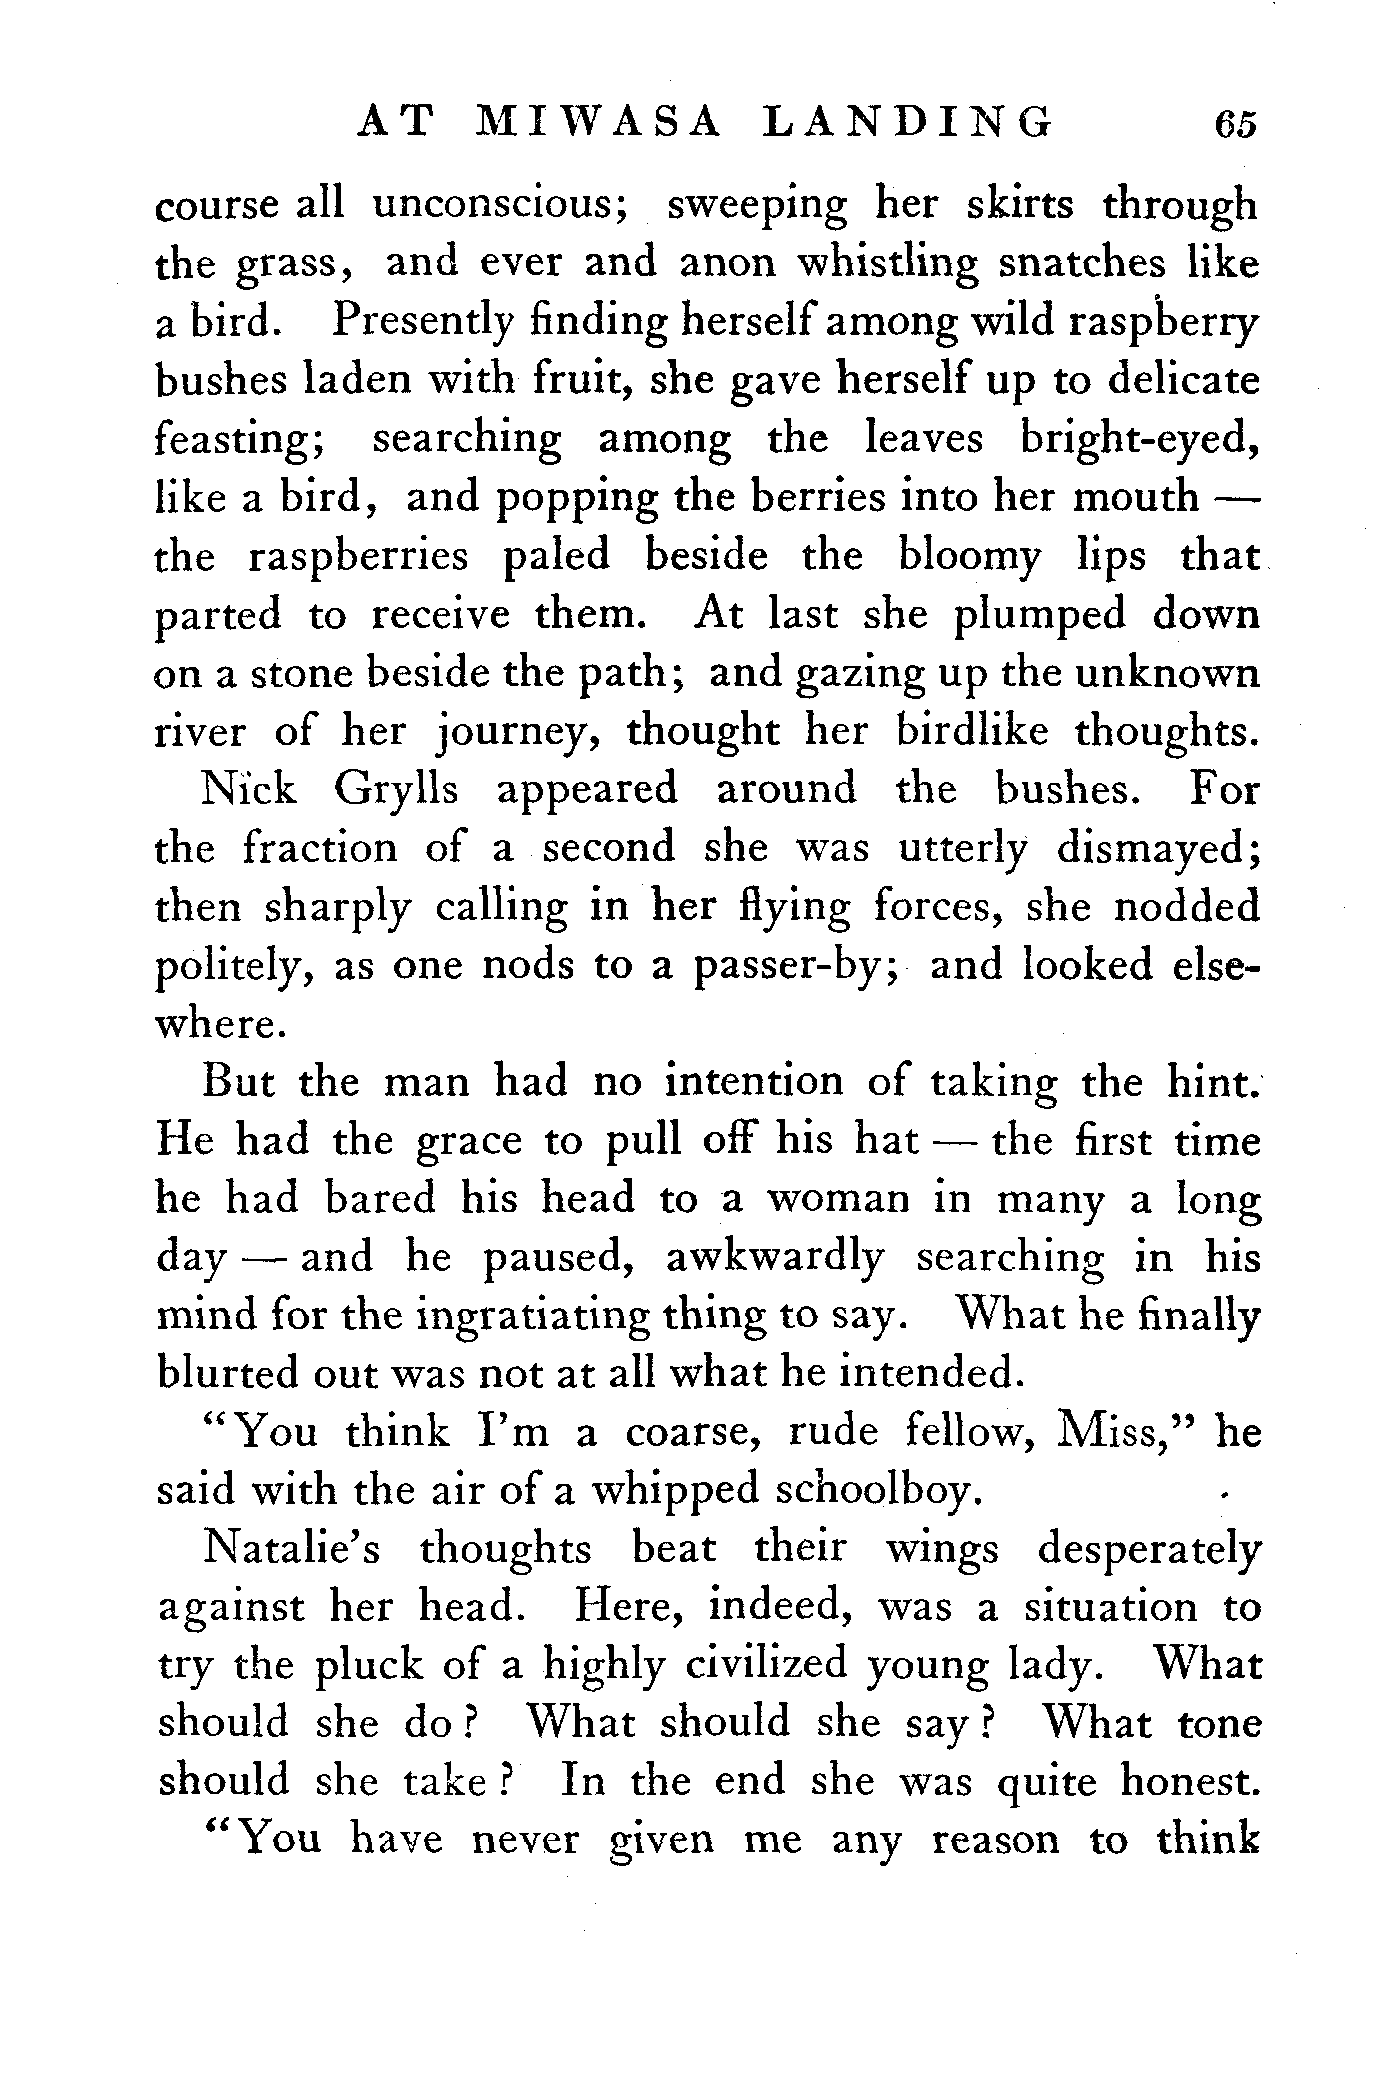 AT MIWASA LANDING 65
course all unconscious; sweeping her skirts through
the grass, and ever and anon whistling snatches like
a bird. Presently finding herself among wild raspberry
bushes laden with fruit, she gave herself up to delicate
feasting; searching among the leaves bright-eyed,
like a bird, and popping the berries into her mouth —
the raspberries paled beside the bloomy lips that
parted to receive them. At last she plumped down
on a stone beside the path; and gazing up the unknown
river of her journey, thought her birdlike thoughts.
Nick Grylls appeared around the bushes. For
the fraction of a second she was utterly dismayed;
then sharply calling in her flying forces, she nodded
politely, as one nods to a passer-by; and looked else-
where.
But the man had no intention of taking the hint.
He had the grace to pull off his hat — the first time
he had bared his head to a woman in many a long
day — and he paused, awkwardly searching in his
mind for the ingratiating thing to say. What he finally
blurted out was not at all what he intended.
“You think I’m a coarse, rude fellow, Miss,” he
said with the air of a whipped schoolboy.
Natalie’s thoughts beat their wings desperately
against her head. Here, indeed, was a situation to
try the pluck of a highly civilized young lady. What
should she do? What should she say? What tone
should she take? In the end she was quite honest.
“You have never given me any reason to think